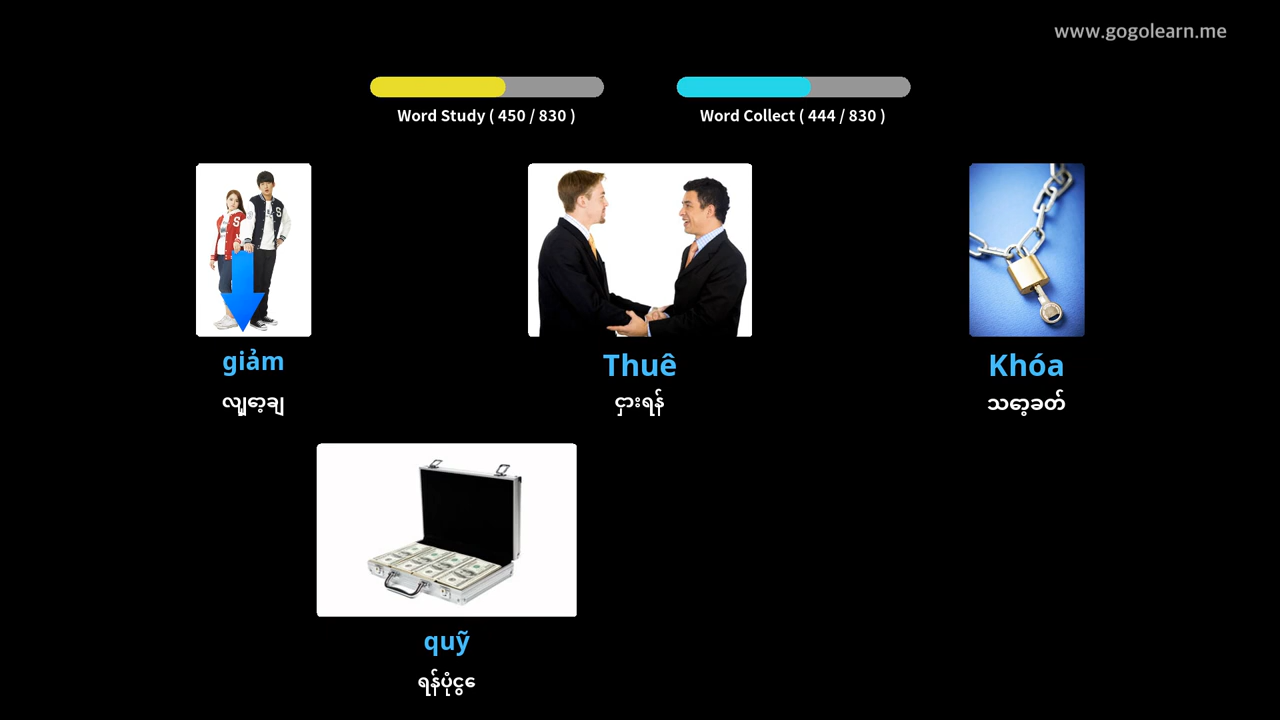 www.gogolearn.me
Word Study ( 450 / 830 )
Word Collect ( 444 / 830 )
giảm
လျှော့ချ
Thuê
ငှားရန်
Khóa
သော့ခတ်
quỹ
ရန်ပုံငွေ